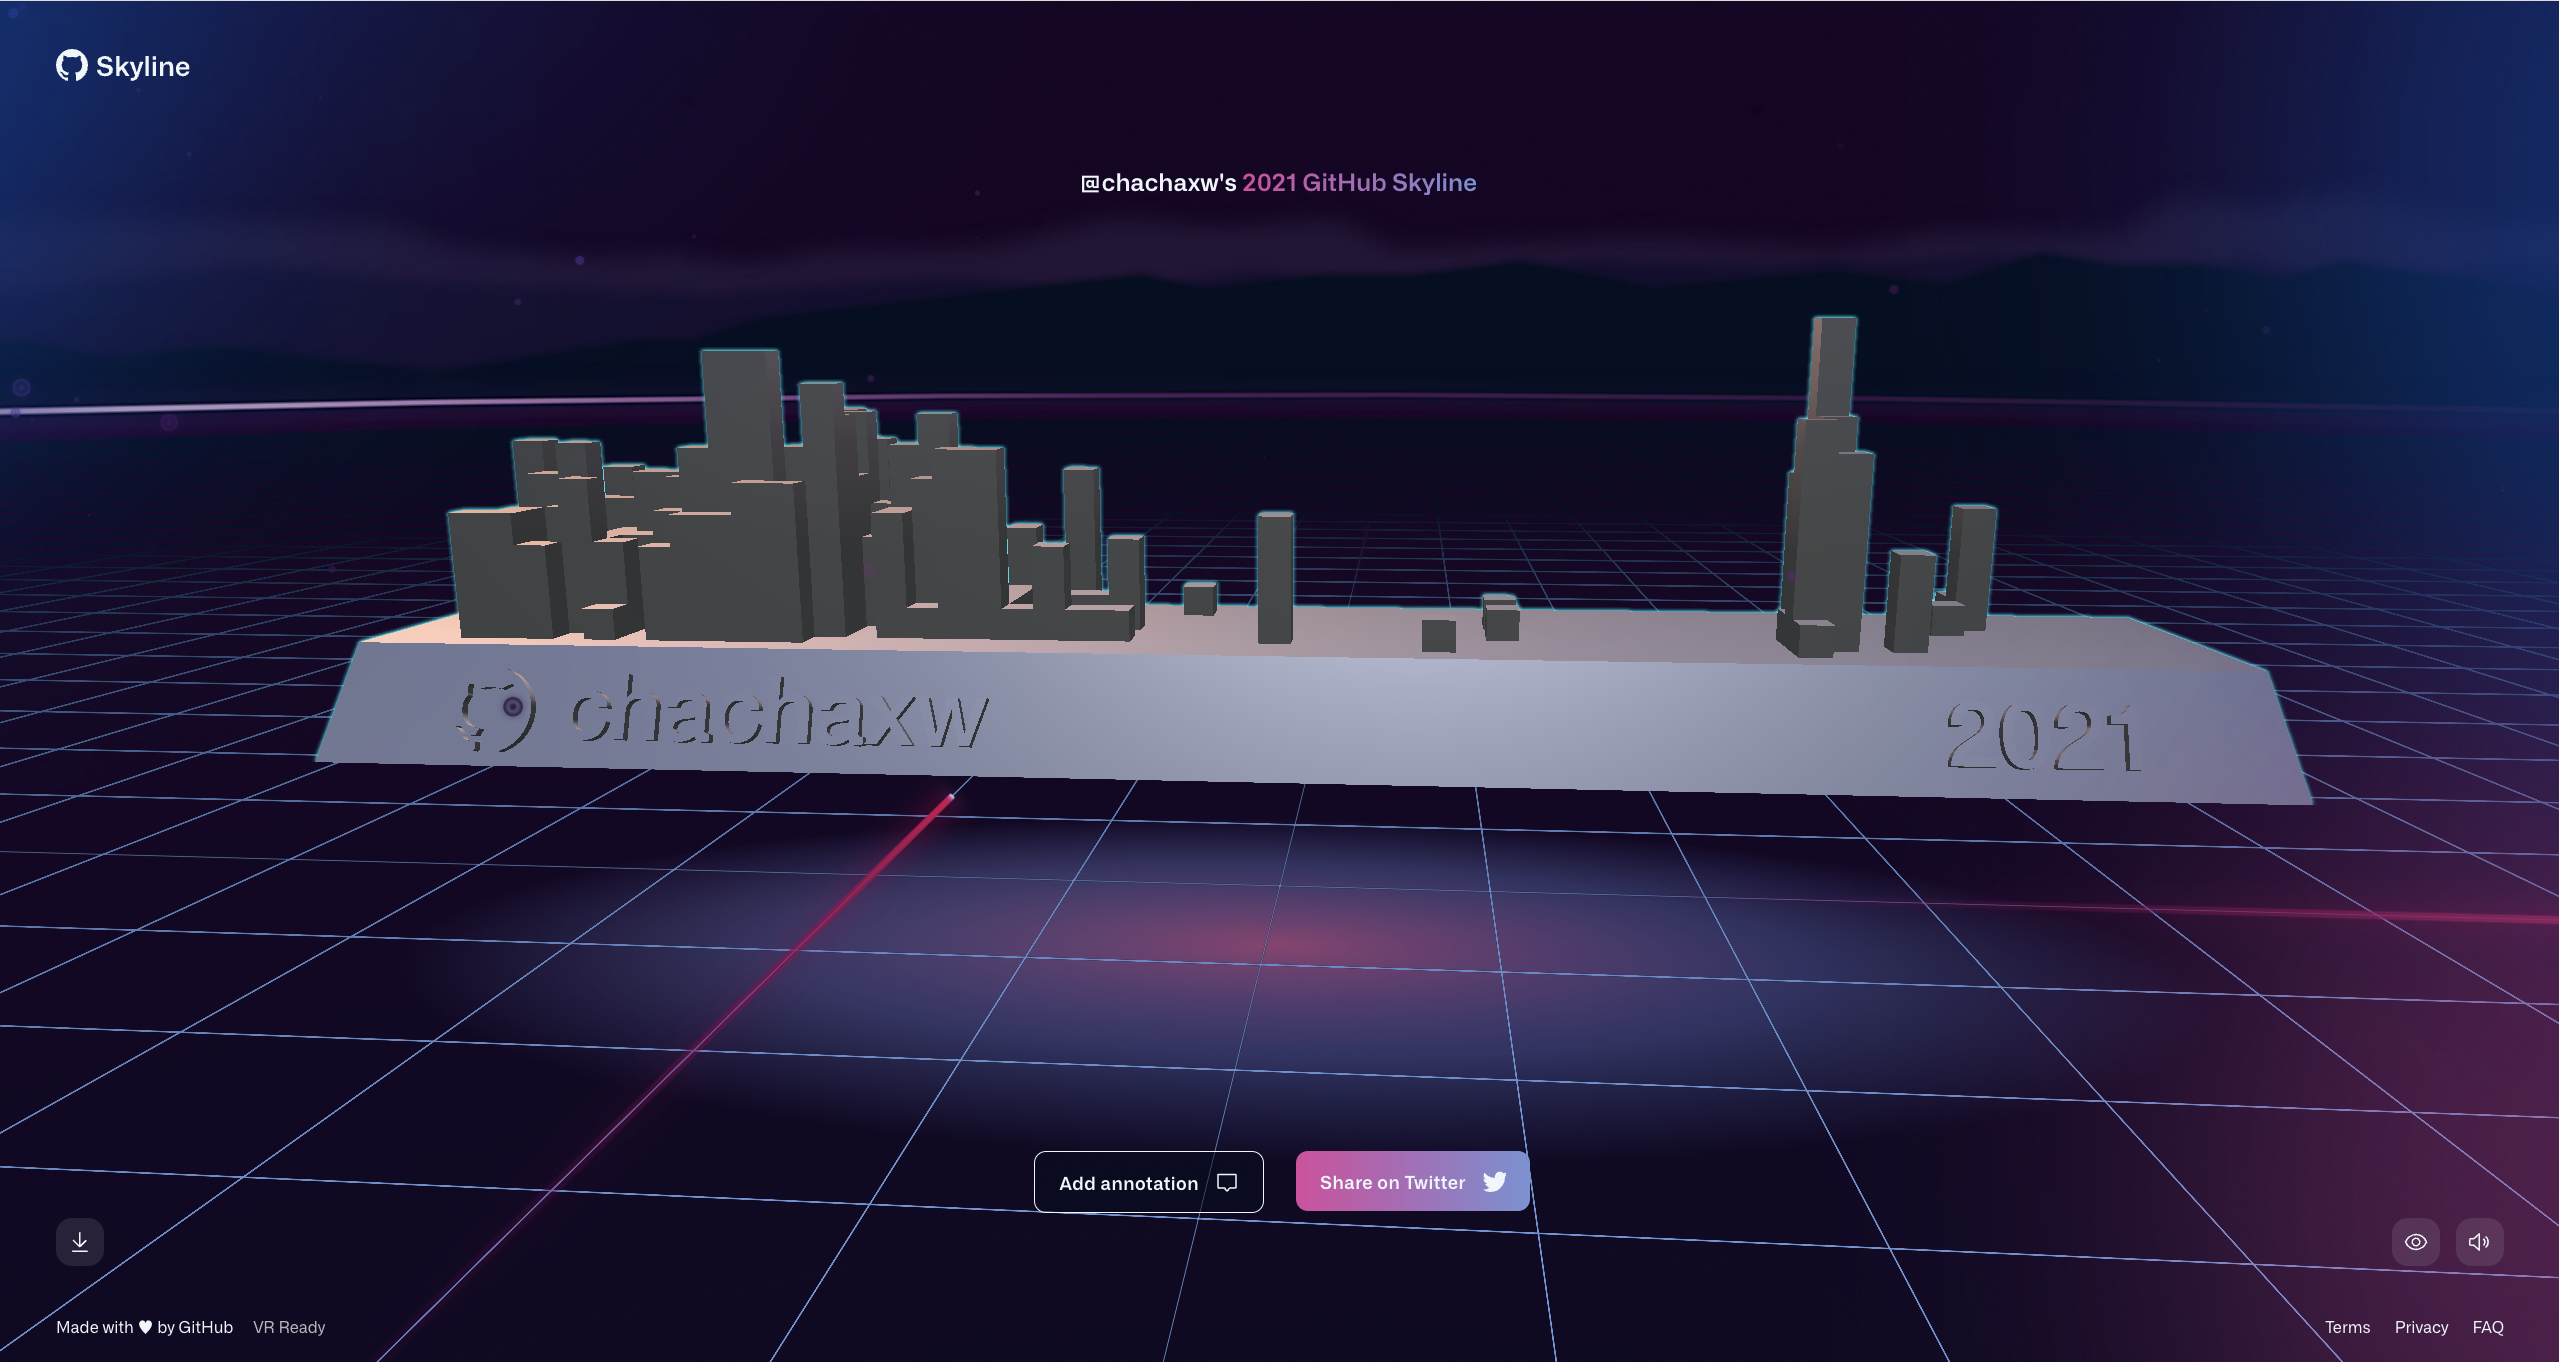 Skyline
@chachaxw's 2021 GitHub Skyline
chachaxw
2021
Add annotation
Share on Twitter
Made with ♥ by GitHub VR Ready
Terms Privacy FAQ